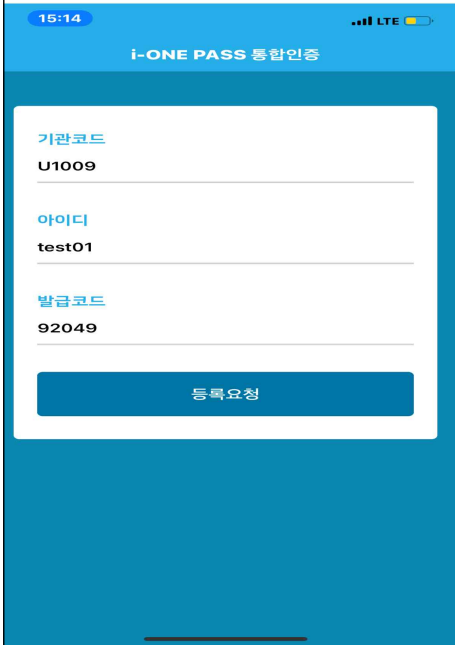 15:14
LTE
i-ONE PASS 통합인증
기관코드
U1009
아이디
test01
발급코드
92049
등록요청